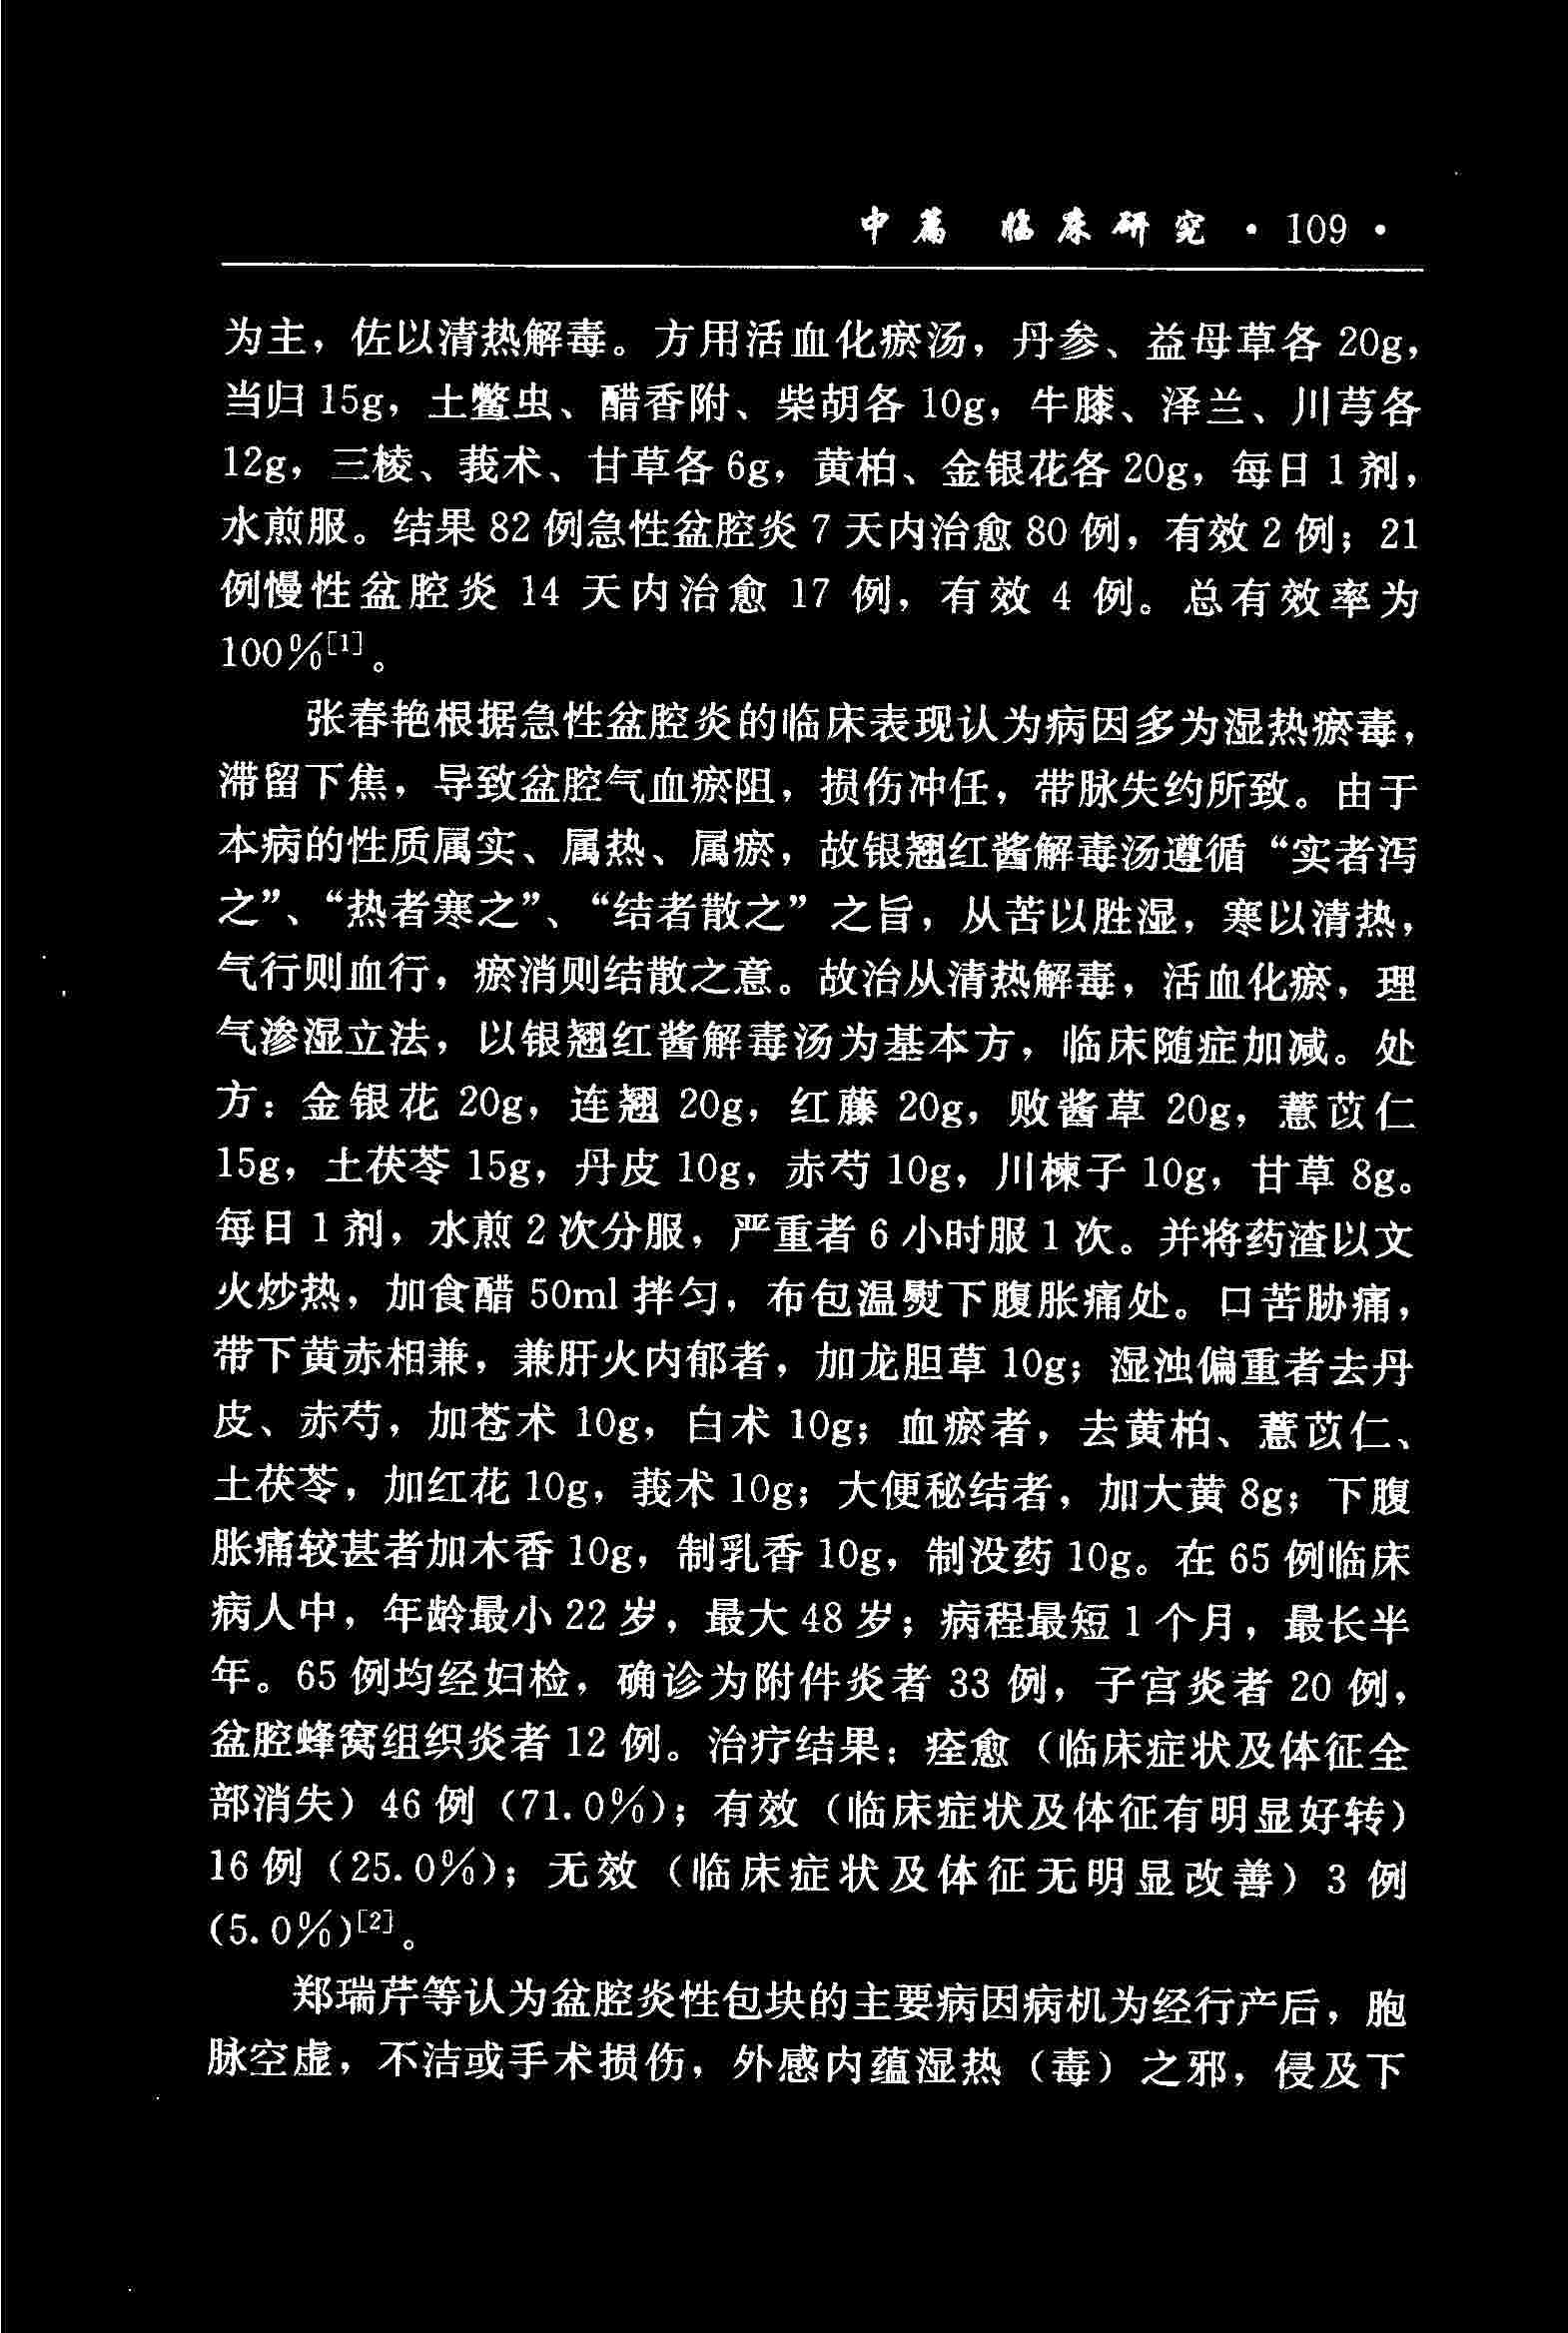 中篇 临床研究 · 109 ·
为主，佐以清热解毒。方用活血化瘀汤，丹参、益母草各 20g，
当归 15g，土鳖虫、醋香附、柴胡各 10g，牛膝、泽兰、川芎各
12g，三棱、莪术、甘草各 6g，黄柏、金银花各 20g，每日 1 剂，
水煎服。结果 82 例急性盆腔炎 7 天内治愈 80 例，有效 2 例；21
例慢性盆腔炎 14 天内治愈 17 例，有效 4 例。总有效率为
100%[1]。
张春艳根据急性盆腔炎的临床表现认为病因多为湿热瘀毒，
滞留下焦，导致盆腔气血瘀阻，损伤冲任，带脉失约所致。由于
本病的性质属实、属热、属瘀，故银翘红酱解毒汤遵循“实者泻
之”、“热者寒之”、“结者散之”之旨，从苦以胜湿，寒以清热，
气行则血行，瘀消则结散之意。故治从清热解毒，活血化瘀，理
气渗湿立法，以银翘红酱解毒汤为基本方，临床随症加减。处
方：金银花 20g，连翘 20g，红藤 20g，败酱草 20g，薏苡仁
15g，土茯苓 15g，丹皮 10g，赤芍 10g，川楝子 10g，甘草 8g。
每日 1 剂，水煎 2 次分服，严重者 6 小时服 1 次。并将药渣以文
火炒热，加食醋 50ml 拌匀，布包温熨下腹胀痛处。口苦胁痛，
带下黄赤相兼，兼肝火内郁者，加龙胆草 10g；湿浊偏重者去丹
皮、赤芍，加苍术 10g，白术 10g；血瘀者，去黄柏、薏苡仁、
土茯苓，加红花 10g，莪术 10g；大便秘结者，加大黄 8g；下腹
胀痛较甚者加木香 10g，制乳香 10g，制没药 10g。在 65 例临床
病人中，年龄最小 22 岁，最大 48 岁；病程最短 1 个月，最长半
年。65 例均经妇检，确诊为附件炎者 33 例，子宫炎者 20 例，
盆腔蜂窝组织炎者 12 例。治疗结果：痊愈（临床症状及体征全
部消失）46 例（71.0%）；有效（临床症状及体征有明显好转）
16 例（25.0%）；无效（临床症状及体征无明显改善）3 例
(5.0%)[2]。
郑瑞芹等认为盆腔炎性包块的主要病因病机为经行产后，胞
脉空虚，不洁或手术损伤，外感内蕴湿热（毒）之邪，侵及下